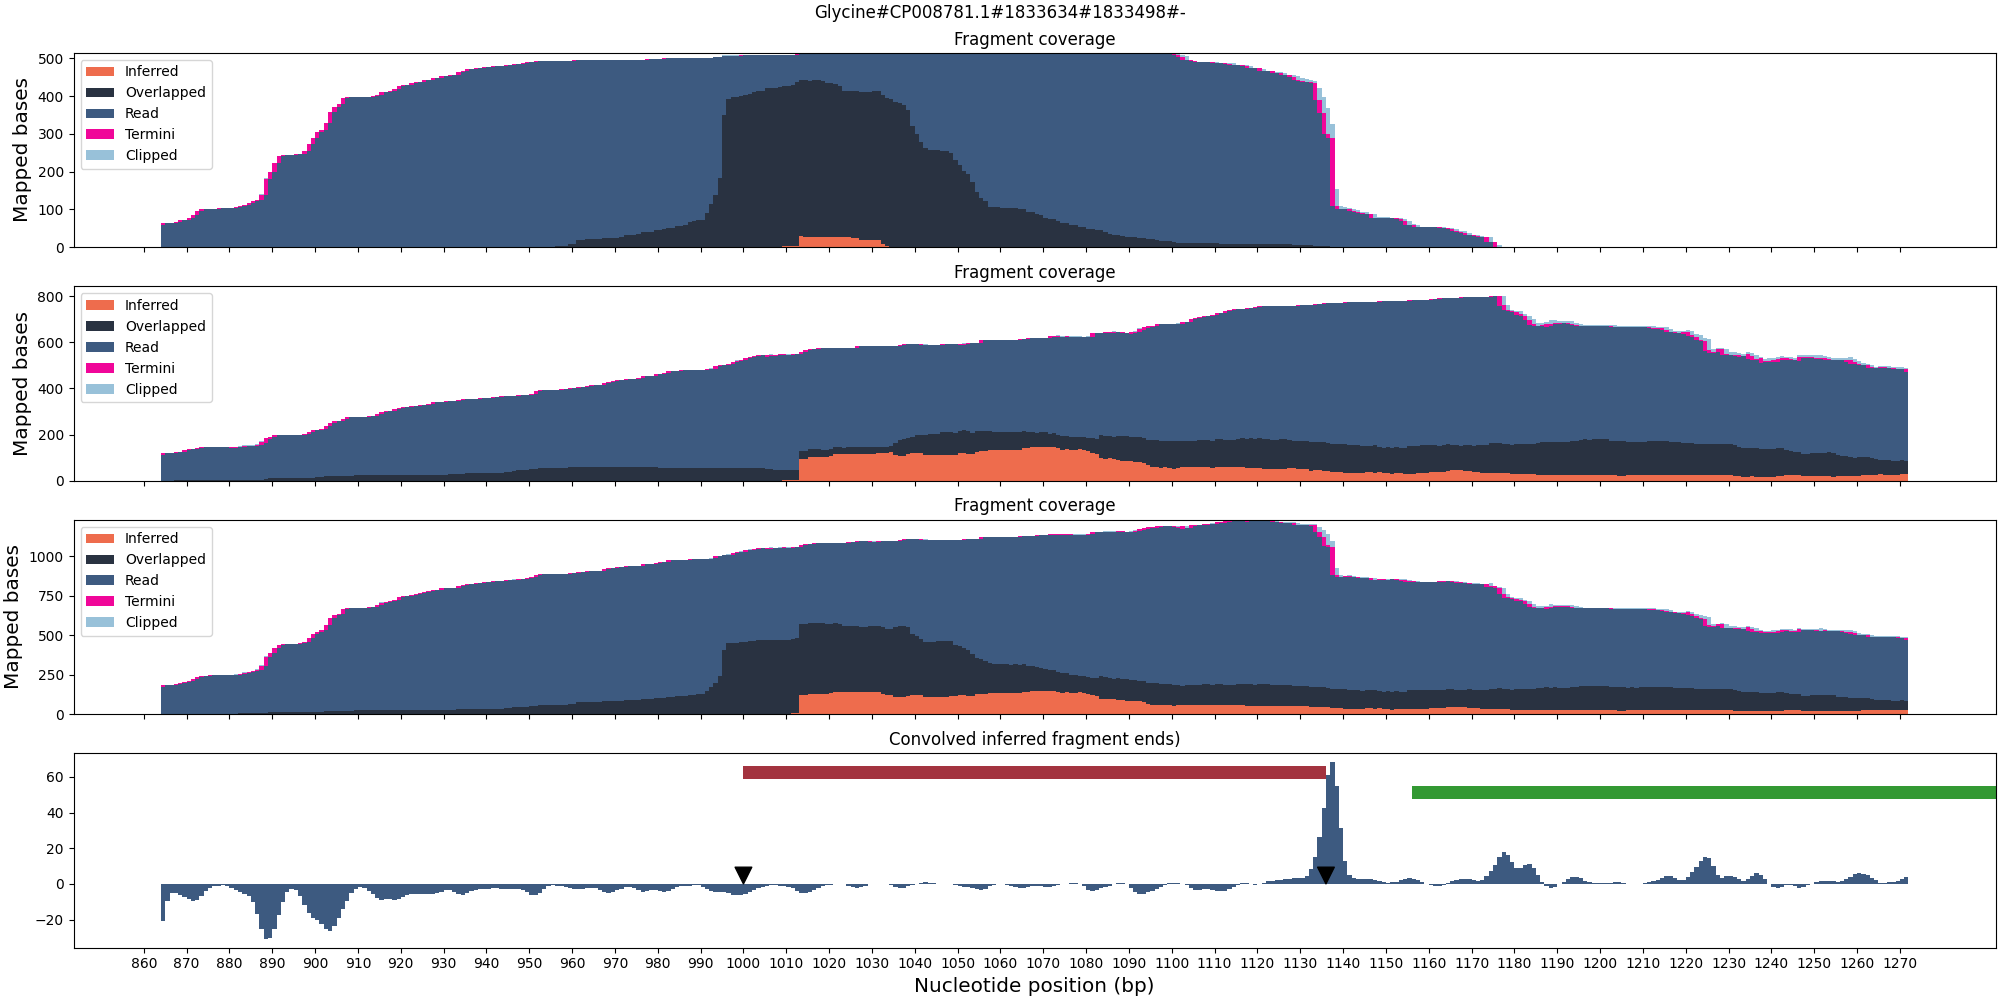 Glycine#CP008781.1#1833634#1833498#-
Fragment coverage
Mapped bases
500
400
300
200
100
0
Inferred
Overlapped
Read
Termini
Clipped
Fragment coverage
Mapped bases
800
600
400
200
0
Inferred
Overlapped
Read
Termini
Clipped
Fragment coverage
Mapped bases
1000
750
500
250
0
Inferred
Overlapped
Read
Termini
Clipped
Convolved inferred fragment ends)
60
40
20
0
−20
860 870 880 890 900 910 920 930 940 950 960 970 980 990 1000 1010 1020 1030 1040 1050 1060 1070 1080 1090 1100 1110 1120 1130 1140 1150 1160 1170 1180 1190 1200 1210 1220 1230 1240 1250 1260 1270
Nucleotide position (bp)